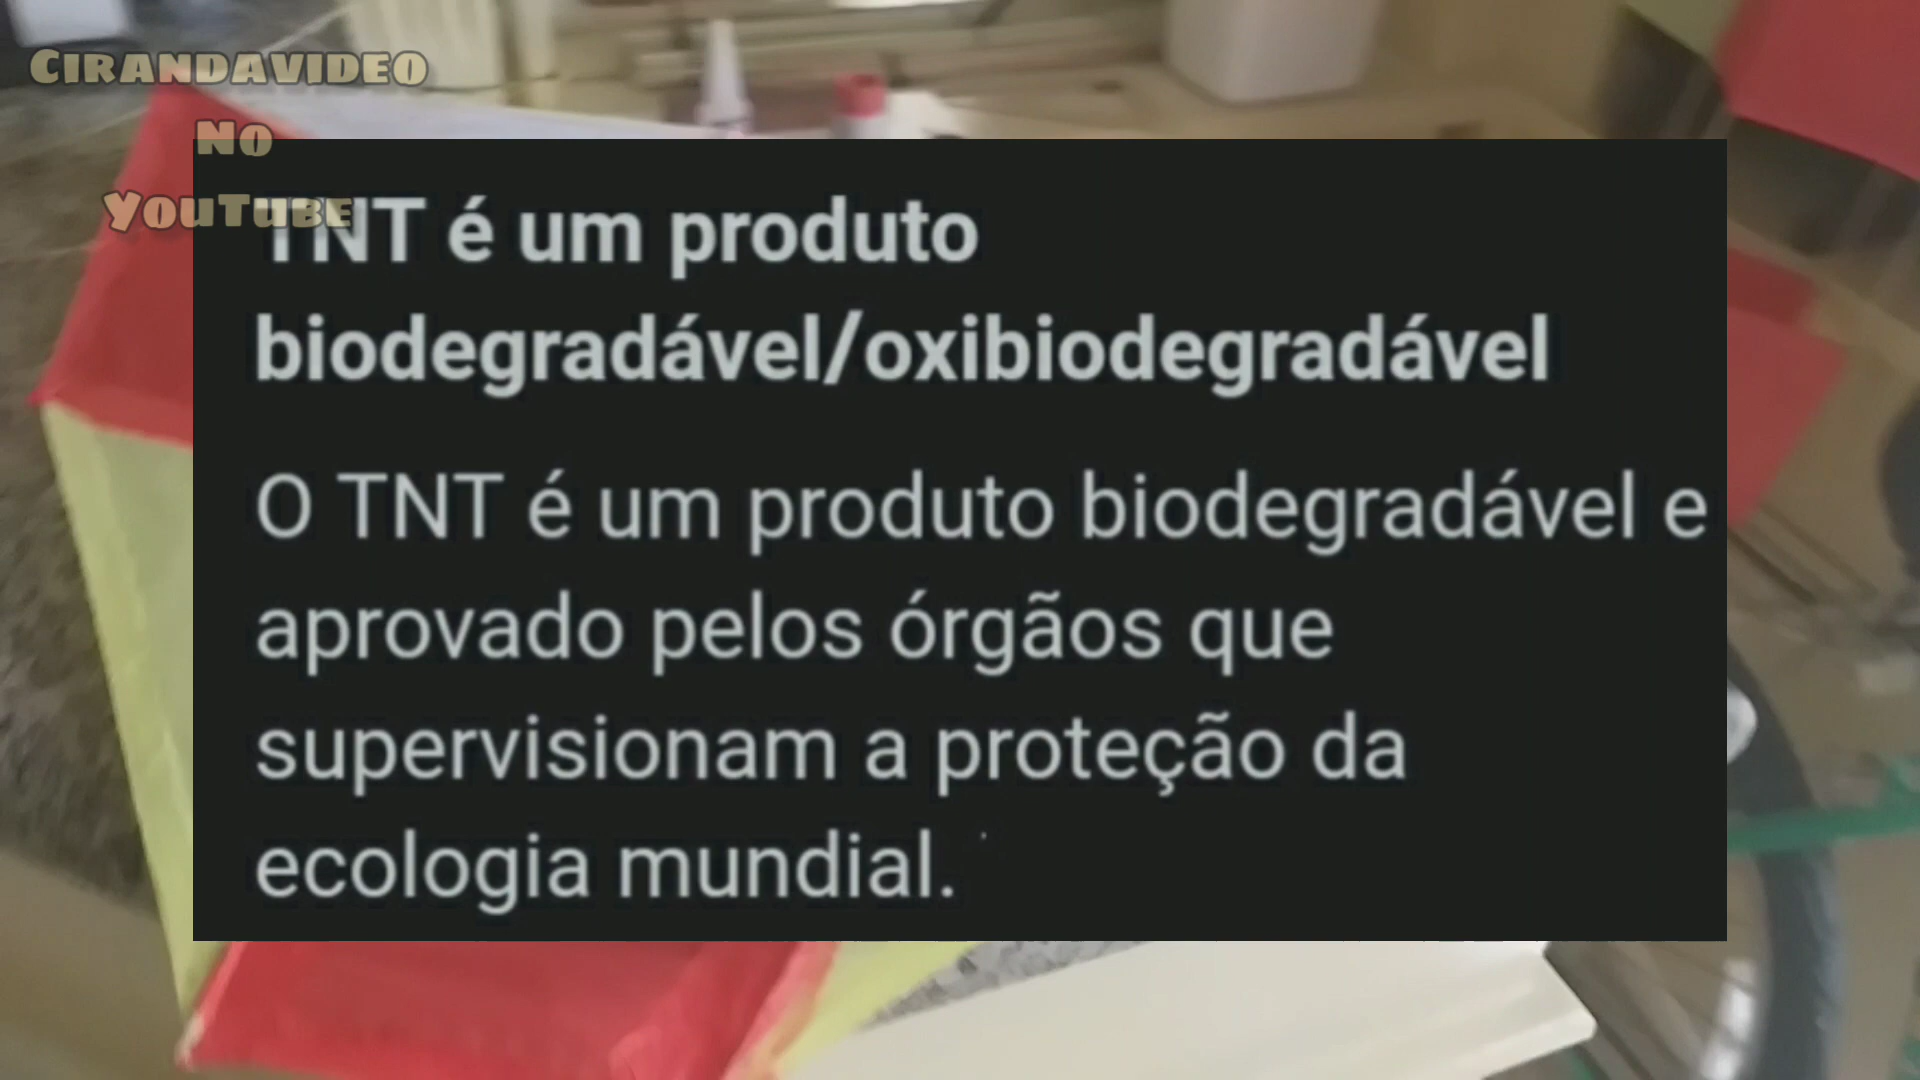 CIRANDAVIDEO
NO
YOUTUBE
TNT é um produto
biodegradável/oxibiodegradável
O TNT é um produto biodegradável e
aprovado pelos órgãos que
supervisionam a proteção da
ecologia mundial.